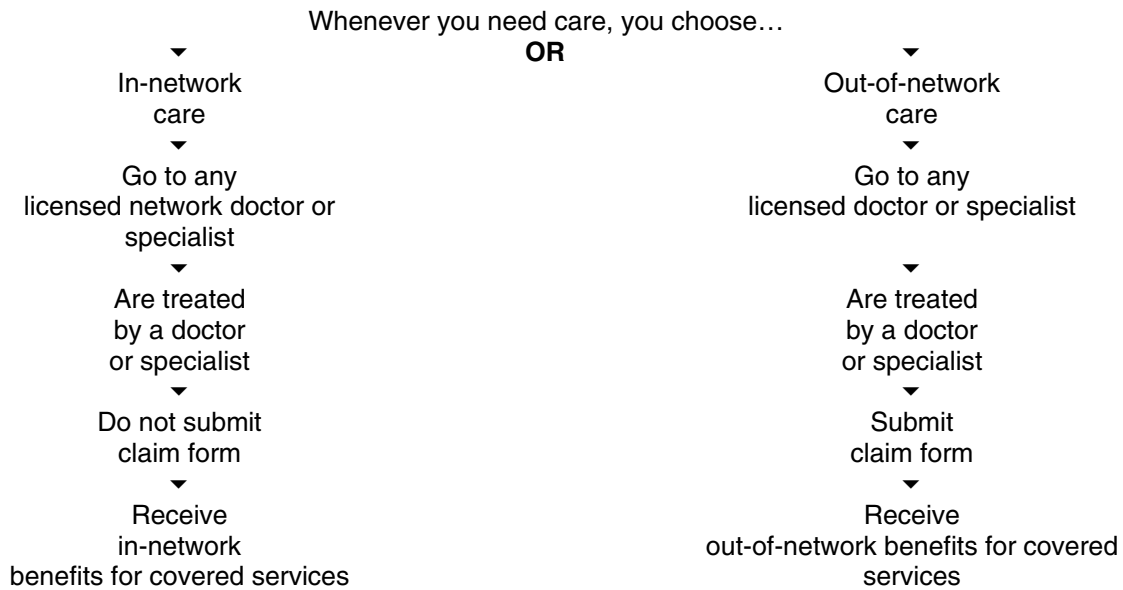 Whenever you need care, you choose…
OR
In-network
care
Go to any
licensed network doctor or
specialist
Are treated
by a doctor
or specialist
Do not submit
claim form
Receive
in-network
benefits for covered services
Out-of-network
care
Go to any
licensed doctor or specialist
Are treated
by a doctor
or specialist
Submit
claim form
Receive
out-of-network benefits for covered
services